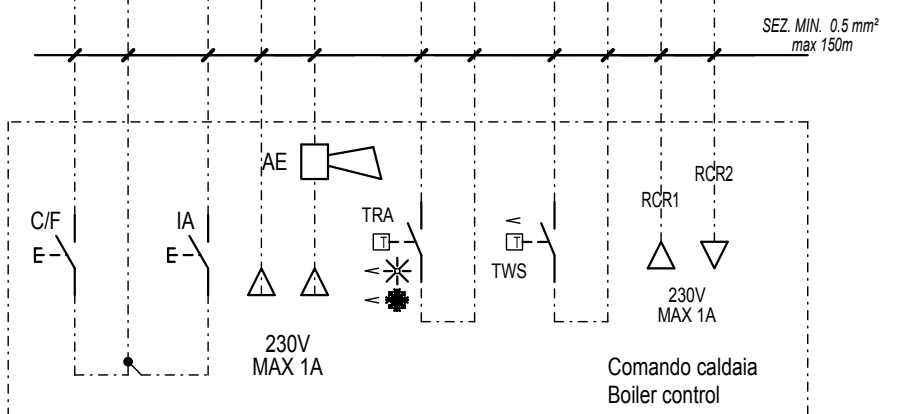 SEZ. MIN. 0.5 mm²
max 150m
AE
RCR2
RCR1
C/F
IA
TRA
T
T
TWS
E
E
230V
MAX 1A
230V
MAX 1A
Comando caldaia
Boiler control